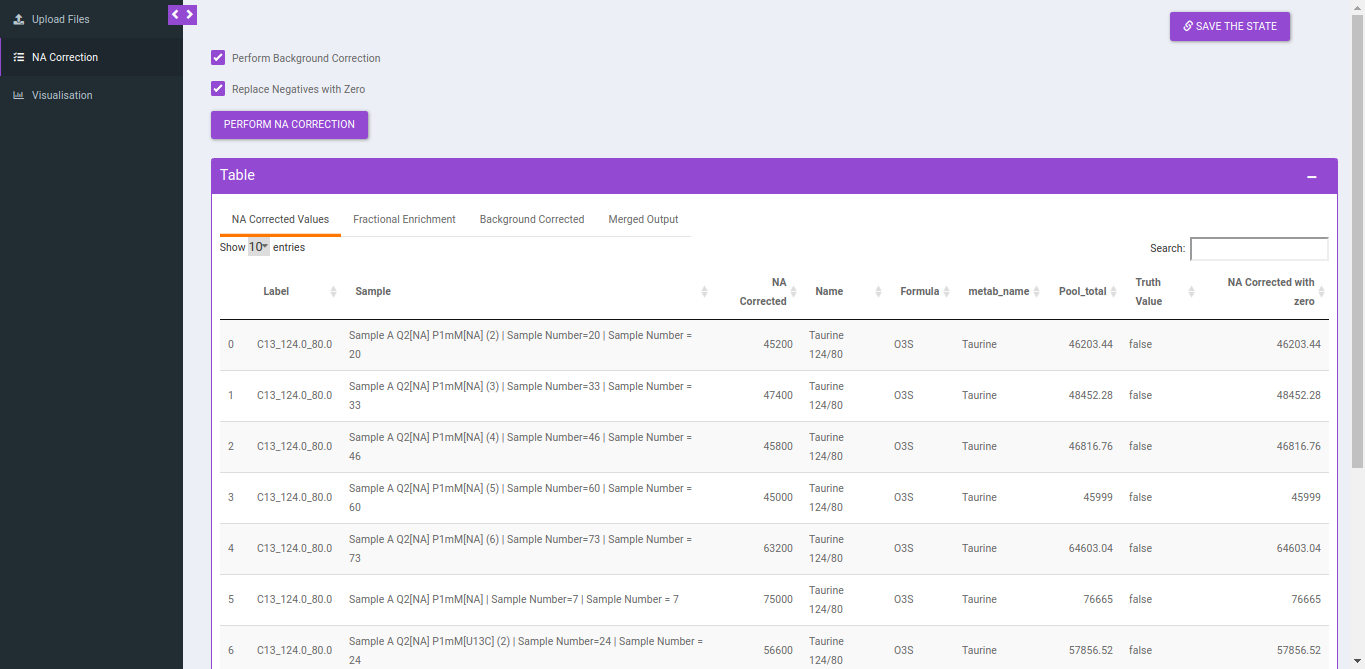 Upload Files
NA Correction
Visualisation
SAVE THE STATE
Perform Background Correction
Replace Negatives with Zero
PERFORM NA CORRECTION
Table
NA Corrected Values Fractional Enrichment Background Corrected Merged Output
Show 10 entries Search:
Label Sample NA Corrected Name Formula metab_name Pool_total Truth Value NA Corrected with zero
0 C13_124.0_80.0 Sample A Q2[NA] P1mM[NA] (2) | Sample Number=20 | Sample Number = 20 45200 Taurine 124/80 O3S Taurine 46203.44 false 46203.44
1 C13_124.0_80.0 Sample A Q2[NA] P1mM[NA] (3) | Sample Number=33 | Sample Number = 33 47400 Taurine 124/80 O3S Taurine 48452.28 false 48452.28
2 C13_124.0_80.0 Sample A Q2[NA] P1mM[NA] (4) | Sample Number=46 | Sample Number = 46 45800 Taurine 124/80 O3S Taurine 46816.76 false 46816.76
3 C13_124.0_80.0 Sample A Q2[NA] P1mM[NA] (5) | Sample Number=60 | Sample Number = 60 45000 Taurine 124/80 O3S Taurine 45999 false 45999
4 C13_124.0_80.0 Sample A Q2[NA] P1mM[NA] (6) | Sample Number=73 | Sample Number = 73 63200 Taurine 124/80 O3S Taurine 64603.04 false 64603.04
5 C13_124.0_80.0 Sample A Q2[NA] P1mM[NA] | Sample Number=7 | Sample Number = 7 75000 Taurine 124/80 O3S Taurine 76665 false 76665
6 C13_124.0_80.0 Sample A Q2[NA] P1mM[U13C] (2) | Sample Number=24 | Sample Number = 24 56600 Taurine 124/80 O3S Taurine 57856.52 false 57856.52